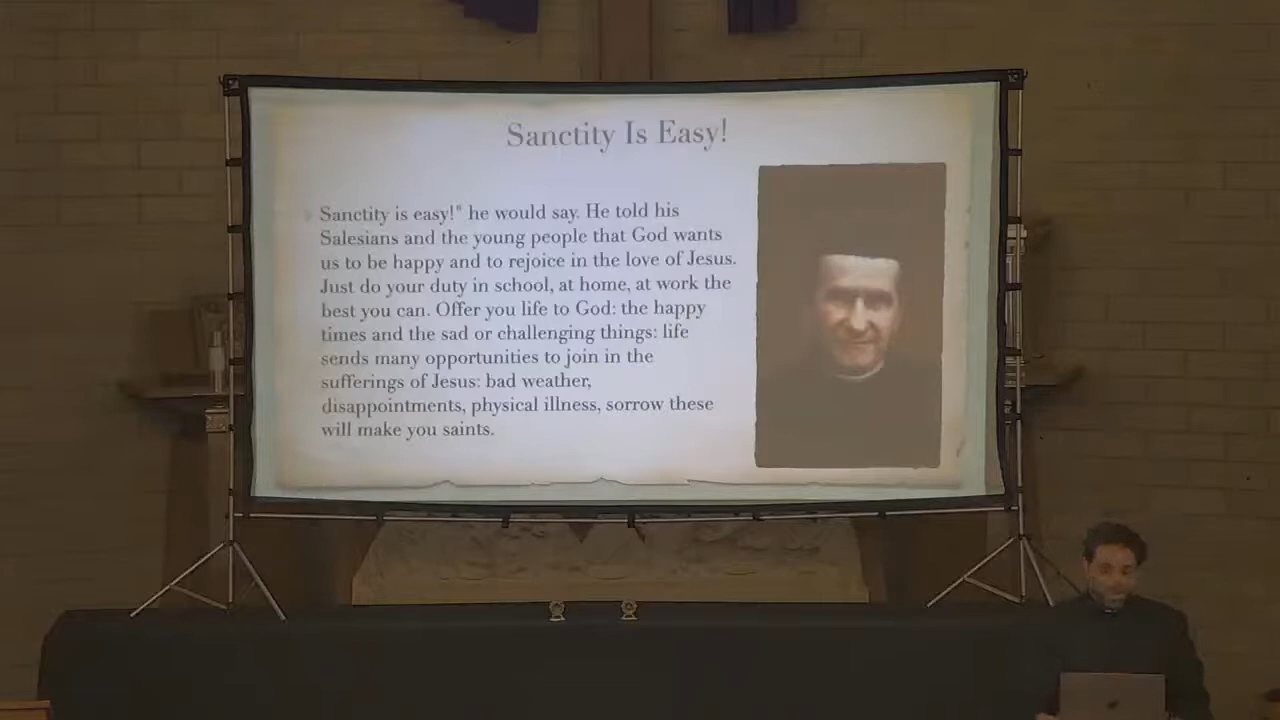 Sanctity Is Easy!
Sanctity is easy!" he would say. He told his
Salesians and the young people that God wants
us to be happy and to rejoice in the love of Jesus.
Just do your duty in school, at home, at work the
best you can. Offer you life to God: the happy
times and the sad or challenging things: life
sends many opportunities to join in the
sufferings of Jesus: bad weather,
disappointments, physical illness, sorrow these
will make you saints.